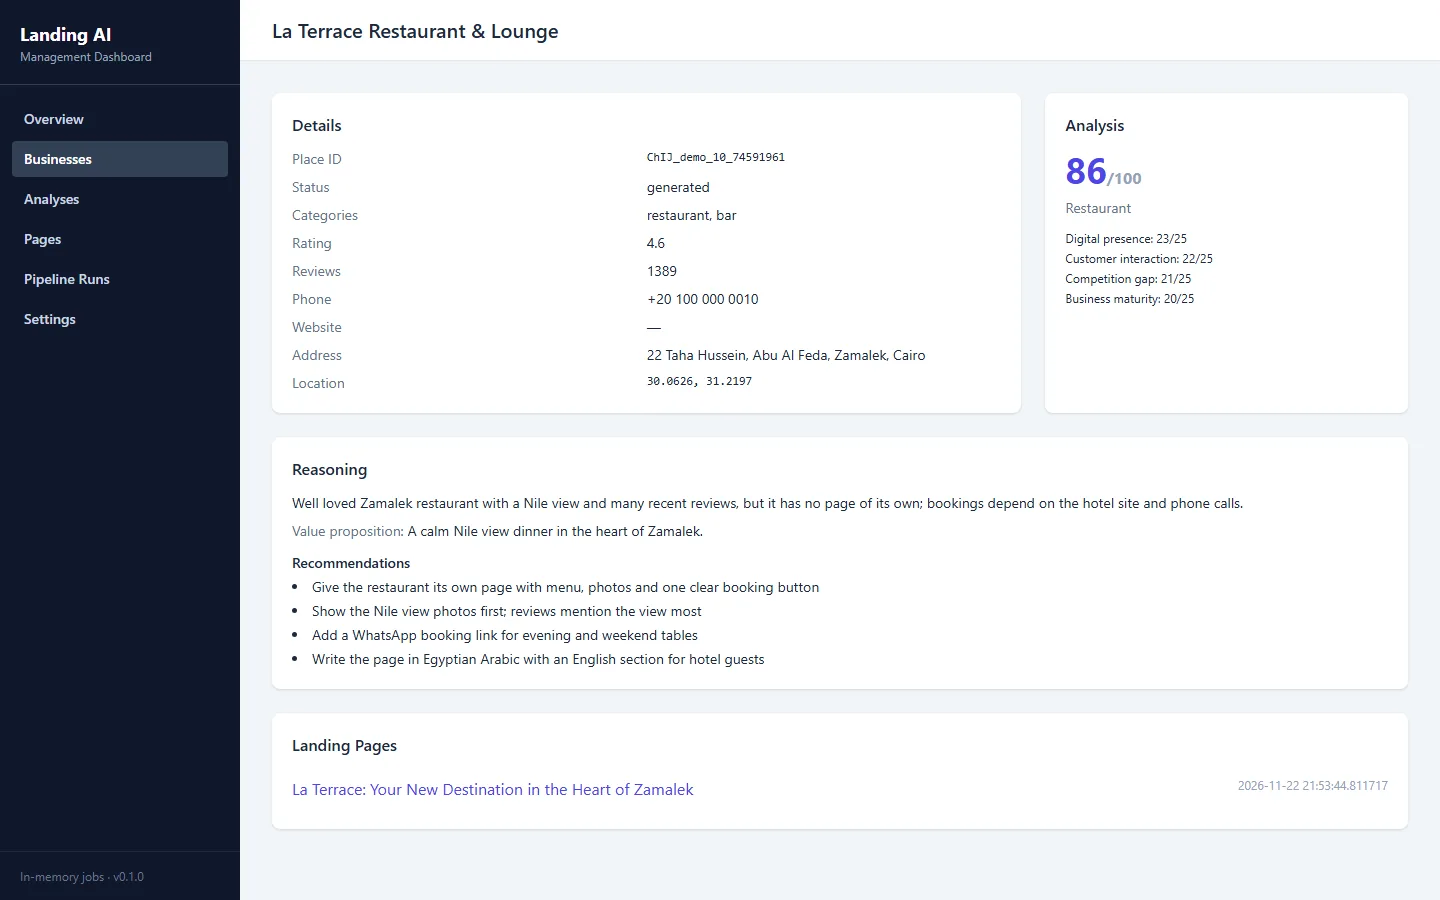 Landing AI
Management Dashboard
Overview
Businesses
Analyses
Pages
Pipeline Runs
Settings
In-memory jobs · v0.1.0
La Terrace Restaurant & Lounge
Details
Place ID ChIJ_demo_10_74591961
Status generated
Categories restaurant, bar
Rating 4.6
Reviews 1389
Phone +20 100 000 0010
Website —
Address 22 Taha Hussein, Abu Al Feda, Zamalek, Cairo
Location 30.0626, 31.2197
Analysis
86/100
Restaurant
Digital presence: 23/25
Customer interaction: 22/25
Competition gap: 21/25
Business maturity: 20/25
Reasoning
Well loved Zamalek restaurant with a Nile view and many recent reviews, but it has no page of its own; bookings depend on the hotel site and phone calls.
Value proposition: A calm Nile view dinner in the heart of Zamalek.
Recommendations
• Give the restaurant its own page with menu, photos and one clear booking button
• Show the Nile view photos first; reviews mention the view most
• Add a WhatsApp booking link for evening and weekend tables
• Write the page in Egyptian Arabic with an English section for hotel guests
Landing Pages
La Terrace: Your New Destination in the Heart of Zamalek 2026-11-22 21:53:44.811717